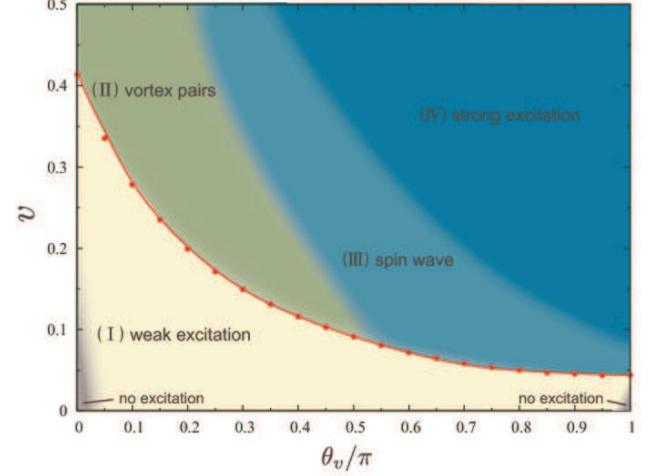 0.5
0.4
0.3
0.2
0.1
0
υ
(II) vortex pairs
(IV) strong excitation
(III) spin wave
(I) weak excitation
no excitation
no excitation
0 0.1 0.2 0.3 0.4 0.5 0.6 0.7 0.8 0.9 1
θᵥ/π